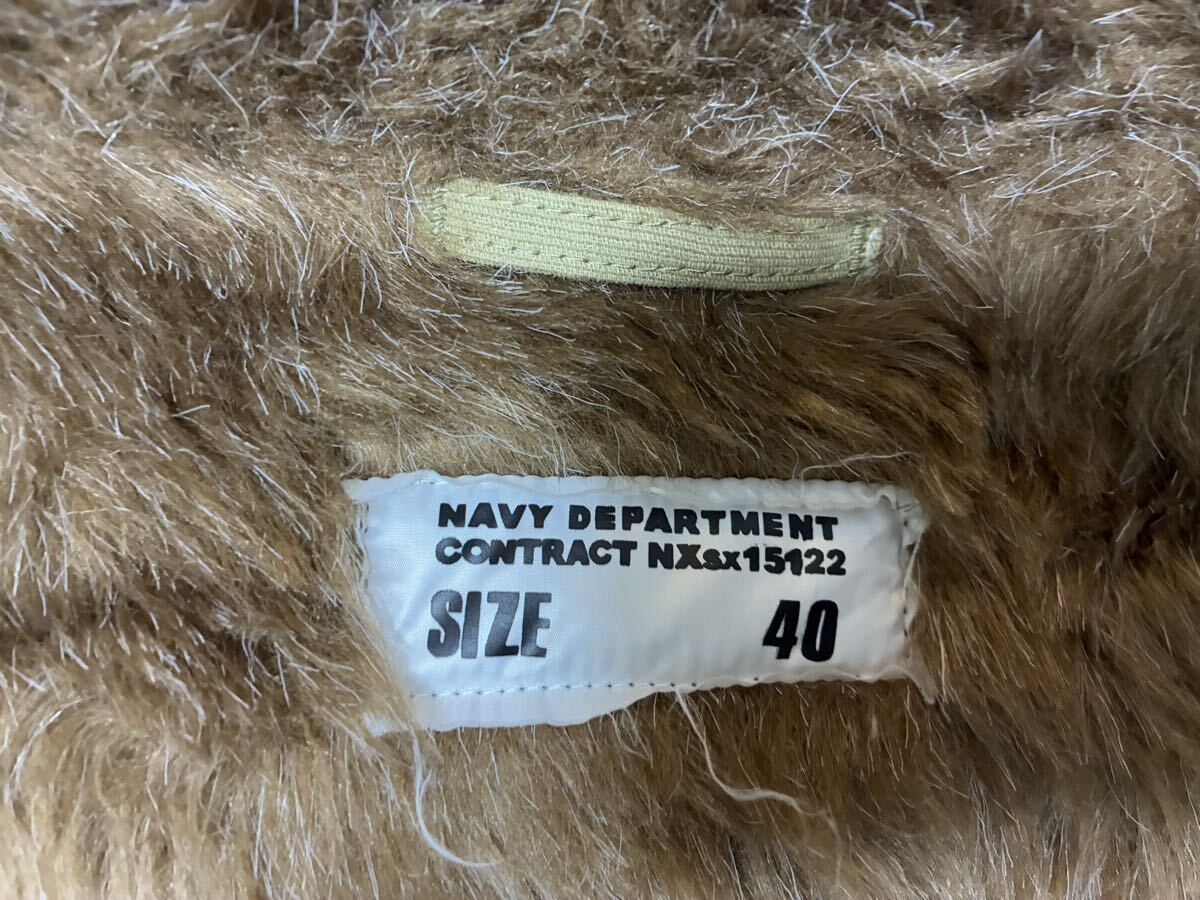 NAVY DEPARTMENT
CONTRACT NXsx15122
SIZE 40